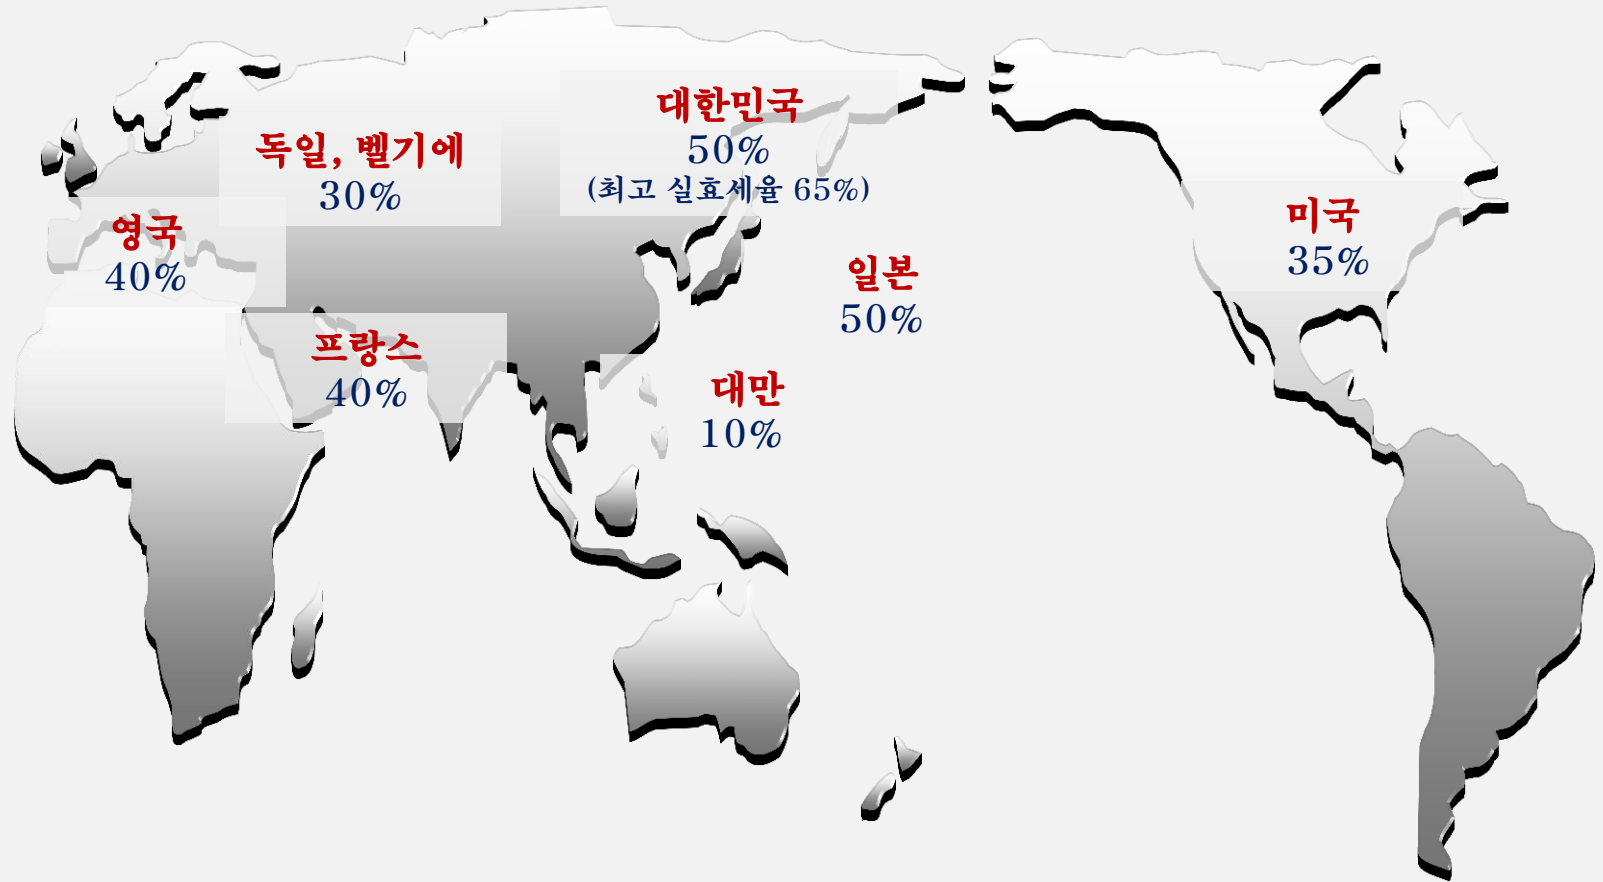 대한민국
50%
(최고 실효세율 65%)
독일, 벨기에
30%
영국
40%
미국
35%
일본
50%
프랑스
40%
대만
10%